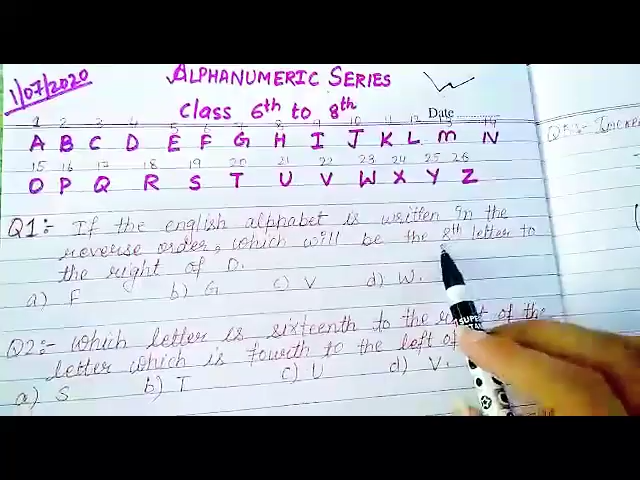 1/07/2020
ALPHANUMERIC SERIES
Class 6th to 8th
Date
1 2 3 4 5 6 7 8 9 10 11 12 13 14
A B C D E F G H I J K L M N
15 16 17 18 19 20 21 22 23 24 25 26
O P Q R S T U V W X Y Z
Q1:- If the english alphabet is written in the
reverse order, which will be the 8th letter to
the right of O.
a) F b) G c) V d) W.
Q2:- Which letter is sixteenth to the of the
letter which is fourth to the left of
a) S b) T c) U d) V.